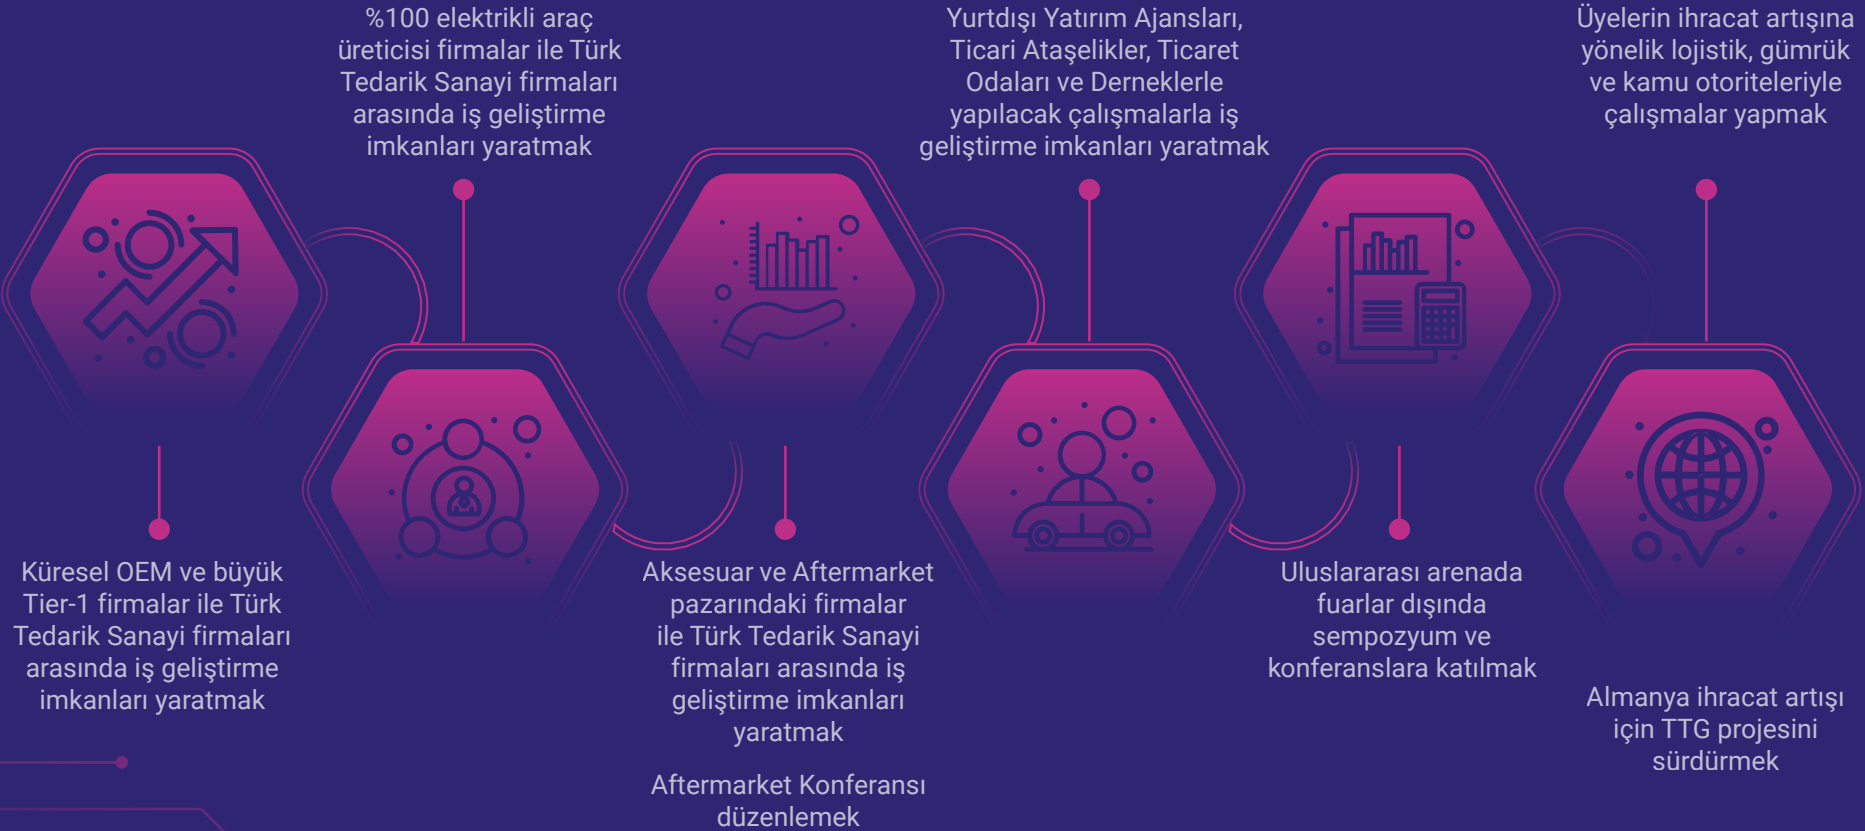 %100 elektrikli araç
üreticisi firmalar ile Türk
Tedarik Sanayi firmaları
arasında iş geliştirme
imkanları yaratmak
Yurtdışı Yatırım Ajansları,
Ticari Ataşelikler, Ticaret
Odaları ve Derneklerle
yapılacak çalışmalarla iş
geliştirme imkanları yaratmak
Üyelerin ihracat artışına
yönelik lojistik, gümrük
ve kamu otoriteleriyle
çalışmalar yapmak
Küresel OEM ve büyük
Tier-1 firmalar ile Türk
Tedarik Sanayi firmaları
arasında iş geliştirme
imkanları yaratmak
Aksesuar ve Aftermarket
pazarındaki firmalar
ile Türk Tedarik Sanayi
firmaları arasında iş
geliştirme imkanları
yaratmak
Aftermarket Konferansı
düzenlemek
Uluslararası arenada
fuarlar dışında
sempozyum ve
konferanslara katılmak
Almanya ihracat artışı
için TTG projesini
sürdürmek